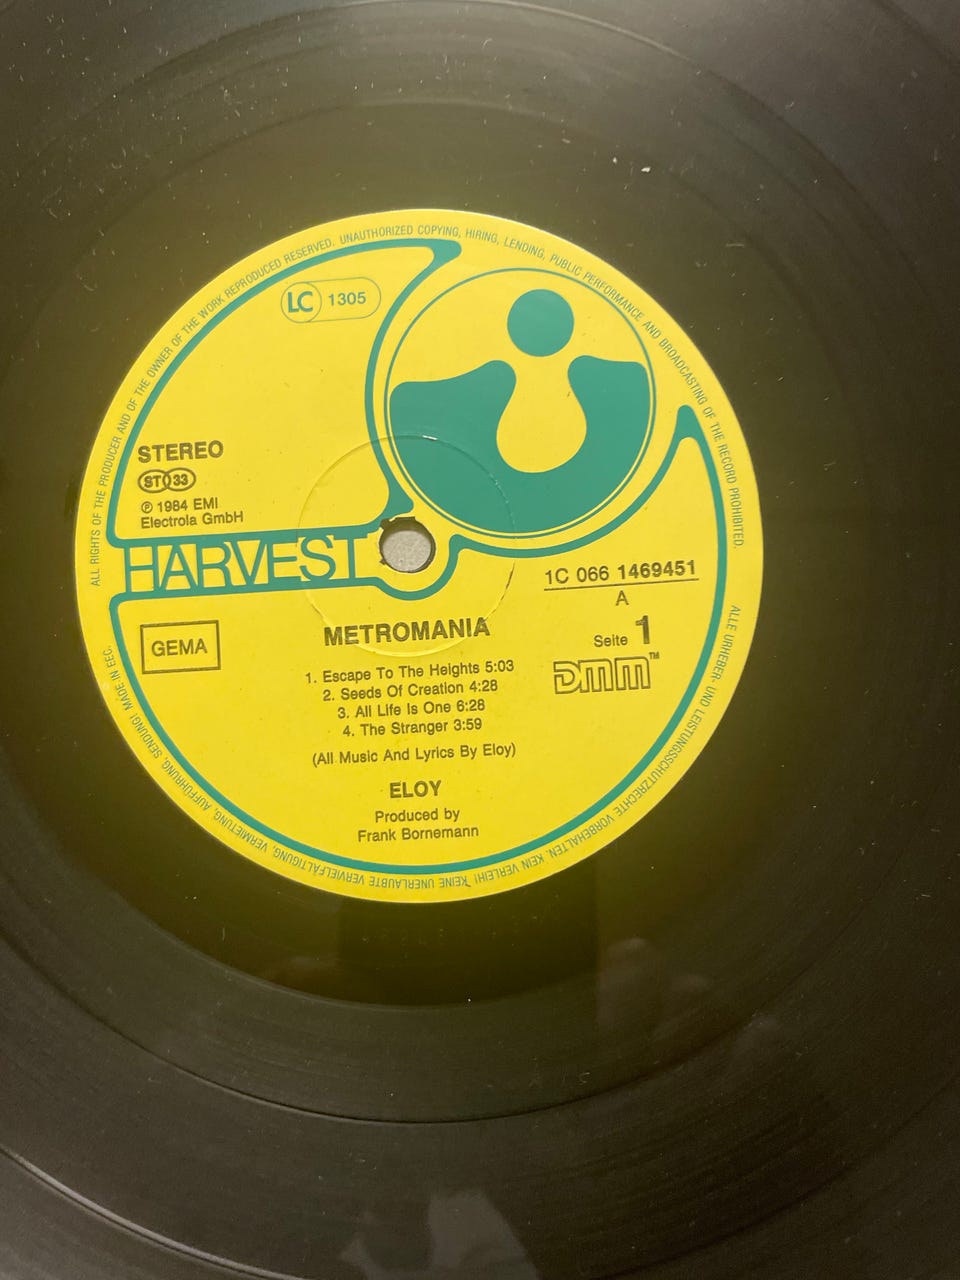 ALL RIGHTS OF THE PRODUCER AND OF THE OWNER OF THE WORK REPRODUCED RESERVED. UNAUTHORIZED COPYING, HIRING, LENDING, PUBLIC PERFORMANCE AND BROADCASTING OF THE RECORD PROHIBITED.
LC 1305
STEREO
ST 33
℗ 1984 EMI
Electrola GmbH
HARVEST
1C 066 1469451
A
Seite 1
DMM™
GEMA
METROMANIA
1. Escape To The Heights 5:03
2. Seeds Of Creation 4:28
3. All Life Is One 6:28
4. The Stranger 3:59
(All Music And Lyrics By Eloy)
ELOY
Produced by
Frank Bornemann
ALLE URHEBER- UND LEISTUNGSSCHUTZRECHTE VORBEHALTEN. KEIN VERLEIH! KEINE UNERLAUBTE VERVIELFÄLTIGUNG, VERMIETUNG, AUFFÜHRUNG, SENDUNG! MADE IN EEC.